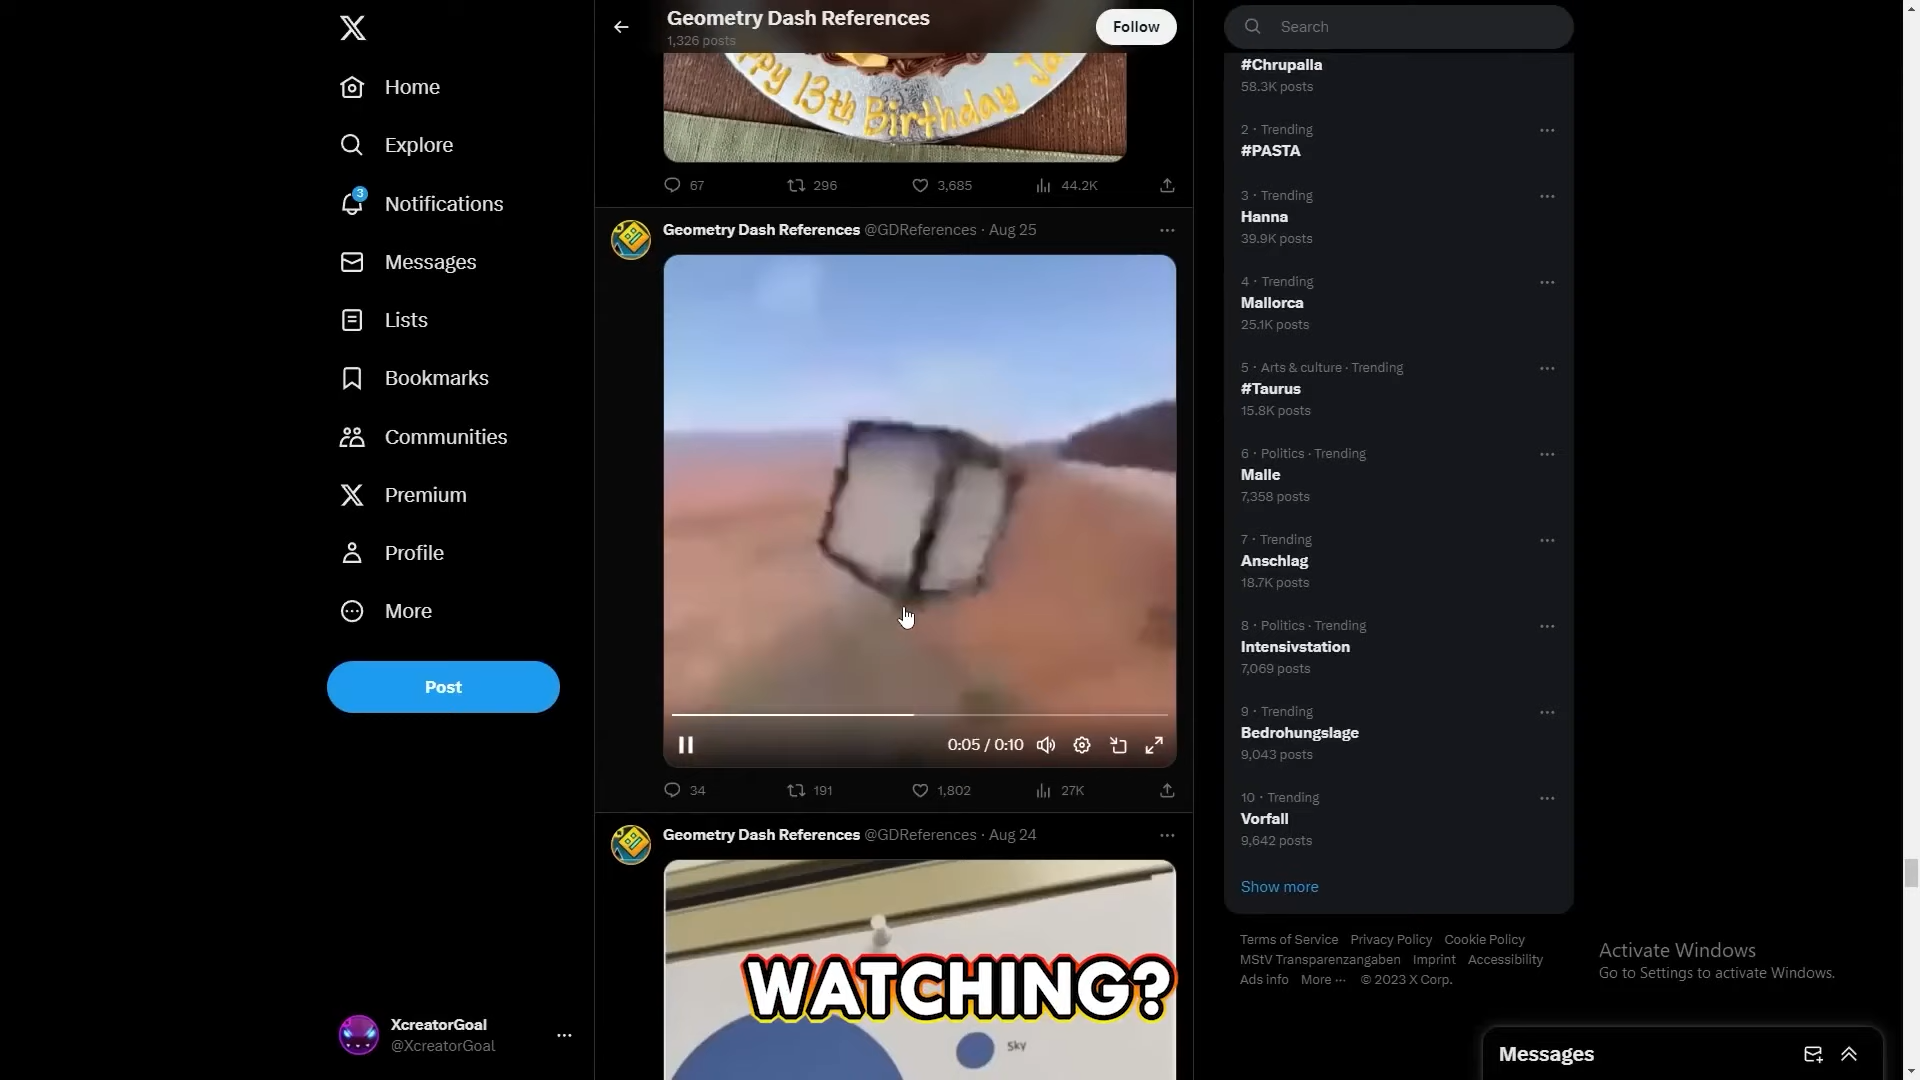 Home
Explore
3
Notifications
Messages
Lists
Bookmarks
Communities
Premium
Profile
More
Post
XcreatorGoal
@XcreatorGoal
Geometry Dash References
1,326 posts
Follow
ppy 13th Birthday Ja
67
296
3,685
44.2K
Geometry Dash References @GDReferences · Aug 25
0:05 / 0:10
34
191
1,802
27K
Geometry Dash References @GDReferences · Aug 24
WATCHING?
Sky
Search
#Chrupalla
58.3K posts
2 · Trending
#PASTA
3 · Trending
Hanna
39.9K posts
4 · Trending
Mallorca
25.1K posts
5 · Arts & culture · Trending
#Taurus
15.8K posts
6 · Politics · Trending
Malle
7,358 posts
7 · Trending
Anschlag
18.7K posts
8 · Politics · Trending
Intensivstation
7,069 posts
9 · Trending
Bedrohungslage
9,043 posts
10 · Trending
Vorfall
9,642 posts
Show more
Terms of Service Privacy Policy Cookie Policy
MStV Transparenzangaben Imprint Accessibility
Ads info More ··· © 2023 X Corp.
Activate Windows
Go to Settings to activate Windows.
Messages